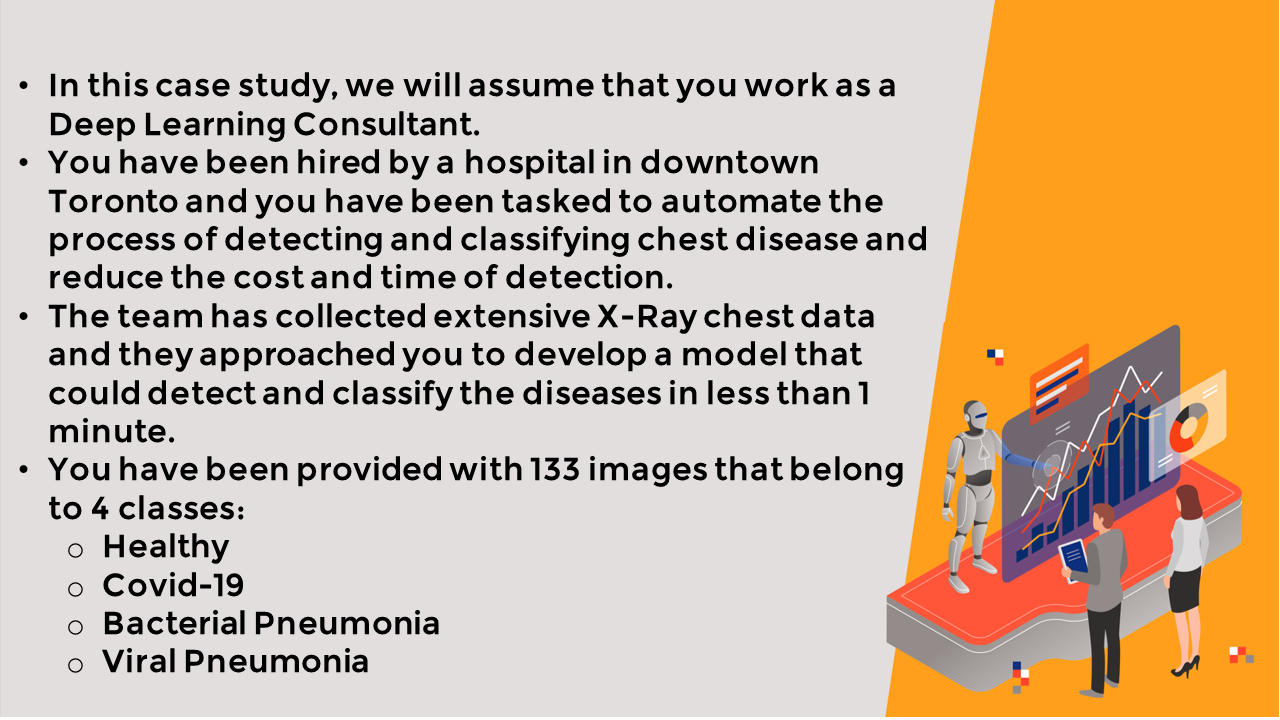 • In this case study, we will assume that you work as a
Deep Learning Consultant.
• You have been hired by a hospital in downtown
Toronto and you have been tasked to automate the
process of detecting and classifying chest disease and
reduce the cost and time of detection.
• The team has collected extensive X-Ray chest data
and they approached you to develop a model that
could detect and classify the diseases in less than 1
minute.
• You have been provided with 133 images that belong
to 4 classes:
o Healthy
o Covid-19
o Bacterial Pneumonia
o Viral Pneumonia